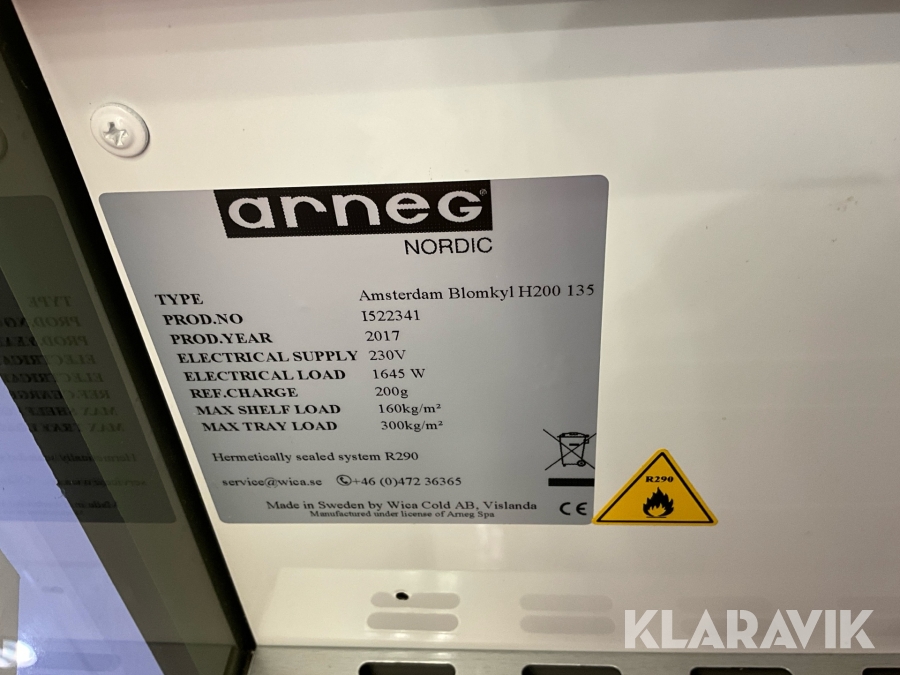 arneg®
NORDIC
TYPE Amsterdam Blomkyl H200 135
PROD.NO I522341
PROD.YEAR 2017
ELECTRICAL SUPPLY 230V
ELECTRICAL LOAD 1645 W
REF.CHARGE 200g
MAX SHELF LOAD 160kg/m²
MAX TRAY LOAD 300kg/m²
Hermetically sealed system R290
service@wica.se +46 (0)472 36365
Made in Sweden by Wica Cold AB, Vislanda
Manufactured under license of Arneg Spa
CE
R290
KLARAVIK